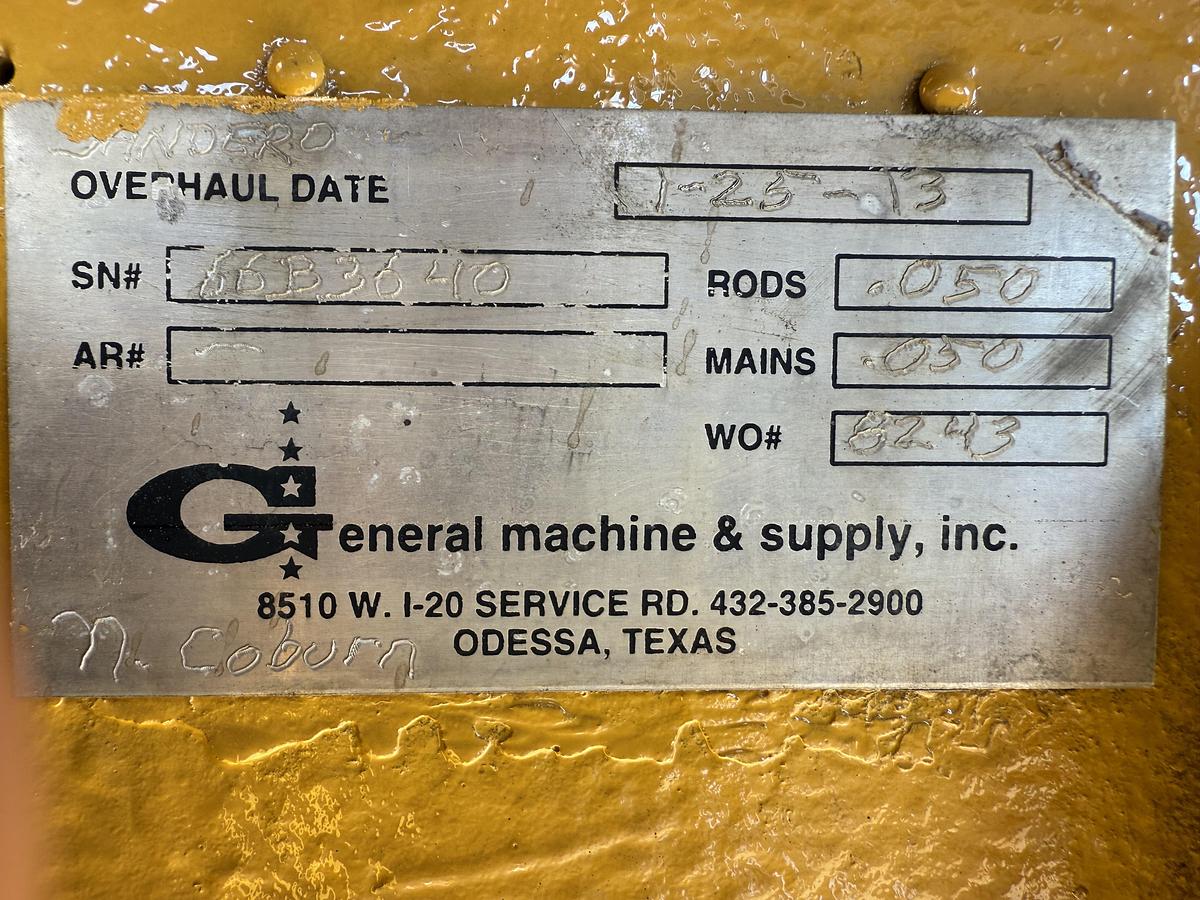 SANDERO
OVERHAUL DATE 1-25-13
SN# 66B3640 RODS .050
AR# — MAINS .050
WO# 8243
General machine & supply, inc.
8510 W. I-20 SERVICE RD. 432-385-2900
ODESSA, TEXAS
N. Coburn